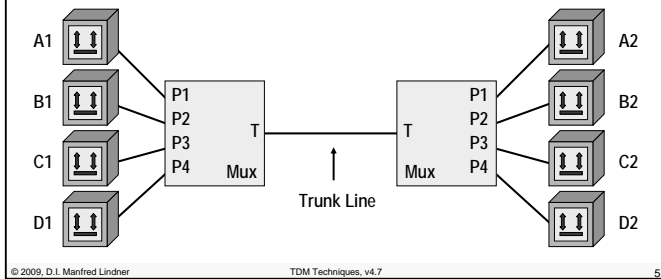 A1
B1
C1
D1
P1
P2
P3
P4
T
Mux
Trunk Line
T
Mux
P1
P2
P3
P4
A2
B2
C2
D2
© 2009, D.I. Manfred Lindner TDM Techniques, v4.7 5